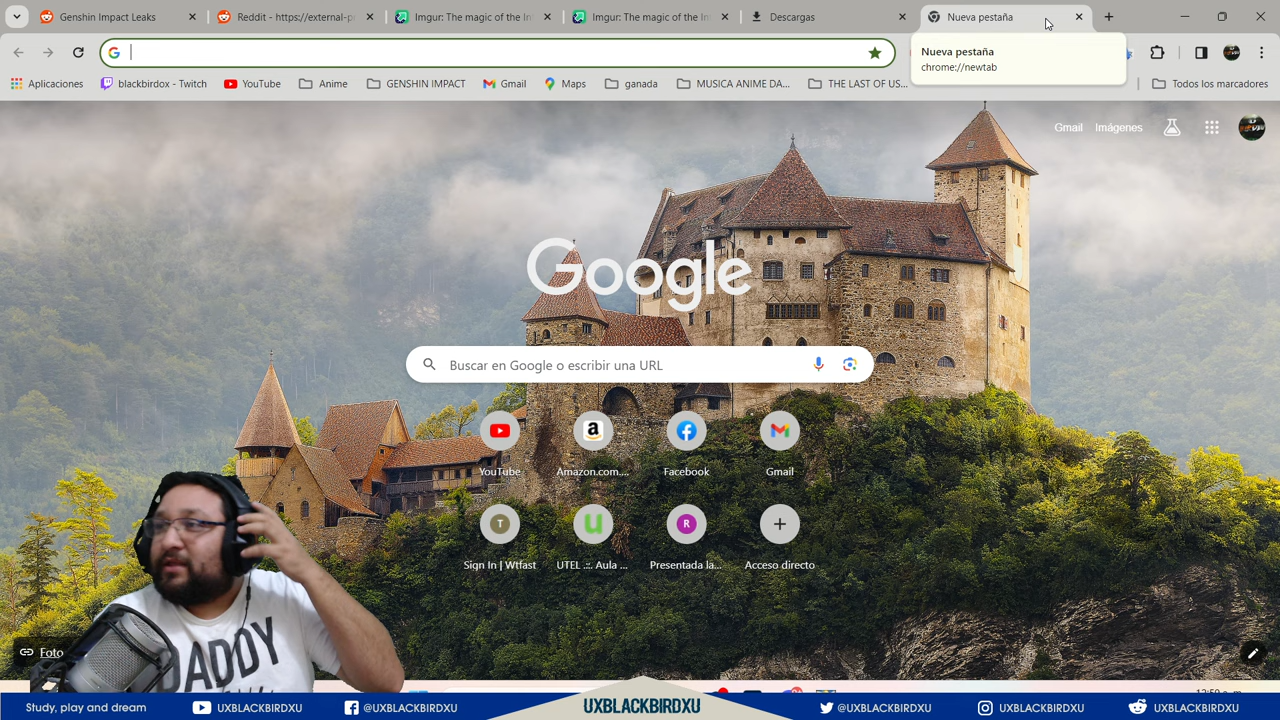 Genshin Impact Leaks
Reddit - https://external-p
Imgur: The magic of the In
Imgur: The magic of the In
Descargas
Nueva pestaña
Nueva pestaña
chrome://newtab
Aplicaciones
blackbirdox - Twitch
YouTube
Anime
GENSHIN IMPACT
Gmail
Maps
ganada
MUSICA ANIME DA...
THE LAST OF US...
Todos los marcadores
Gmail
Imágenes
Google
Buscar en Google o escribir una URL
YouTube
Amazon.com....
Facebook
Gmail
T
R
Sign In | Wtfast
UTEL .::. Aula ...
Presentada la...
Acceso directo
DADDY
Foto
Study, play and dream
UXBLACKBIRDXU
@UXBLACKBIRDXU
UXBLACKBIRDXU
@UXBLACKBIRDXU
UXBLACKBIRDXU
UXBLACKBIRDXU